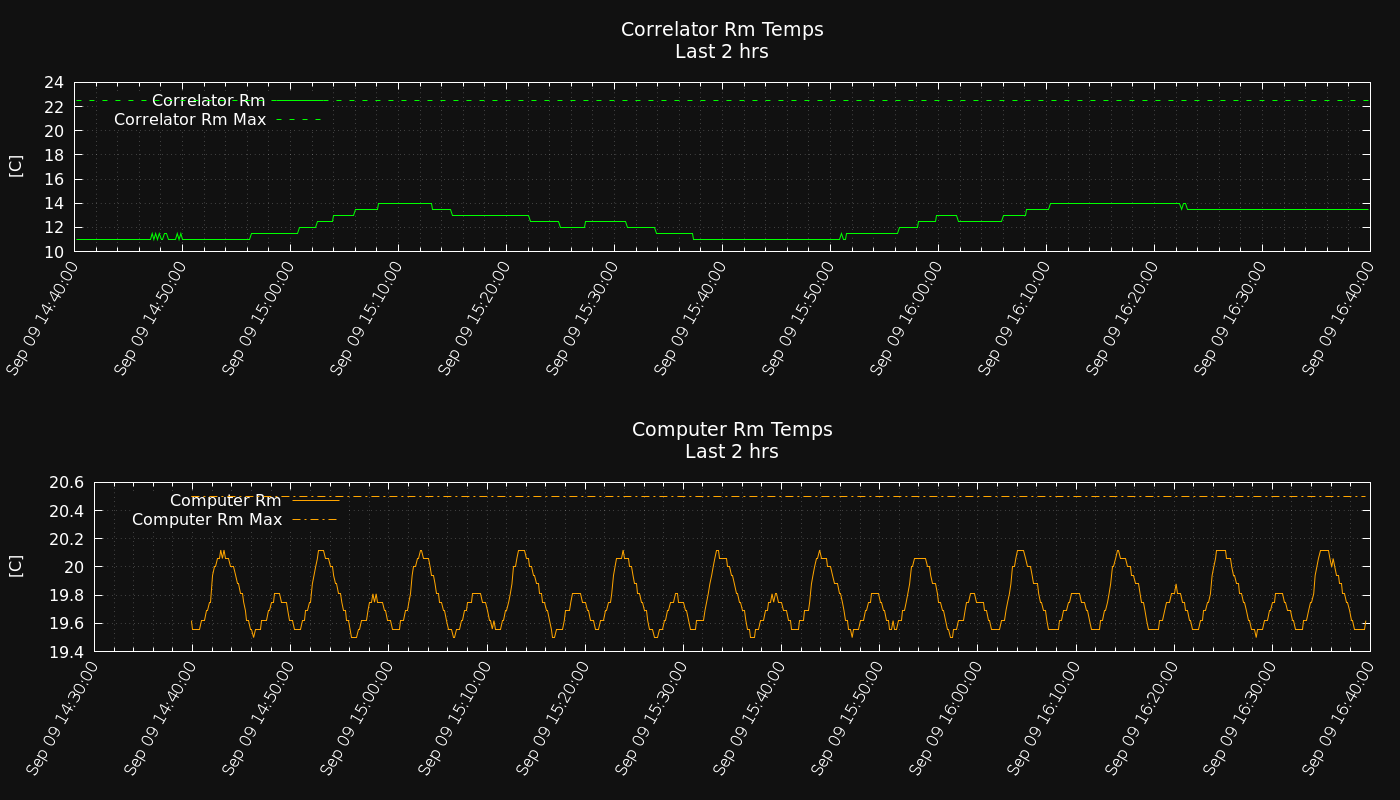 Correlator Rm Temps
Last 2 hrs
24
22
20
18
16
14
12
10
[C]
Correlator Rm
Correlator Rm Max
Sep 09 14:40:00
Sep 09 14:50:00
Sep 09 15:00:00
Sep 09 15:10:00
Sep 09 15:20:00
Sep 09 15:30:00
Sep 09 15:40:00
Sep 09 15:50:00
Sep 09 16:00:00
Sep 09 16:10:00
Sep 09 16:20:00
Sep 09 16:30:00
Sep 09 16:40:00
Computer Rm Temps
Last 2 hrs
20.6
20.4
20.2
20
19.8
19.6
19.4
[C]
Computer Rm
Computer Rm Max
Sep 09 14:30:00
Sep 09 14:40:00
Sep 09 14:50:00
Sep 09 15:00:00
Sep 09 15:10:00
Sep 09 15:20:00
Sep 09 15:30:00
Sep 09 15:40:00
Sep 09 15:50:00
Sep 09 16:00:00
Sep 09 16:10:00
Sep 09 16:20:00
Sep 09 16:30:00
Sep 09 16:40:00